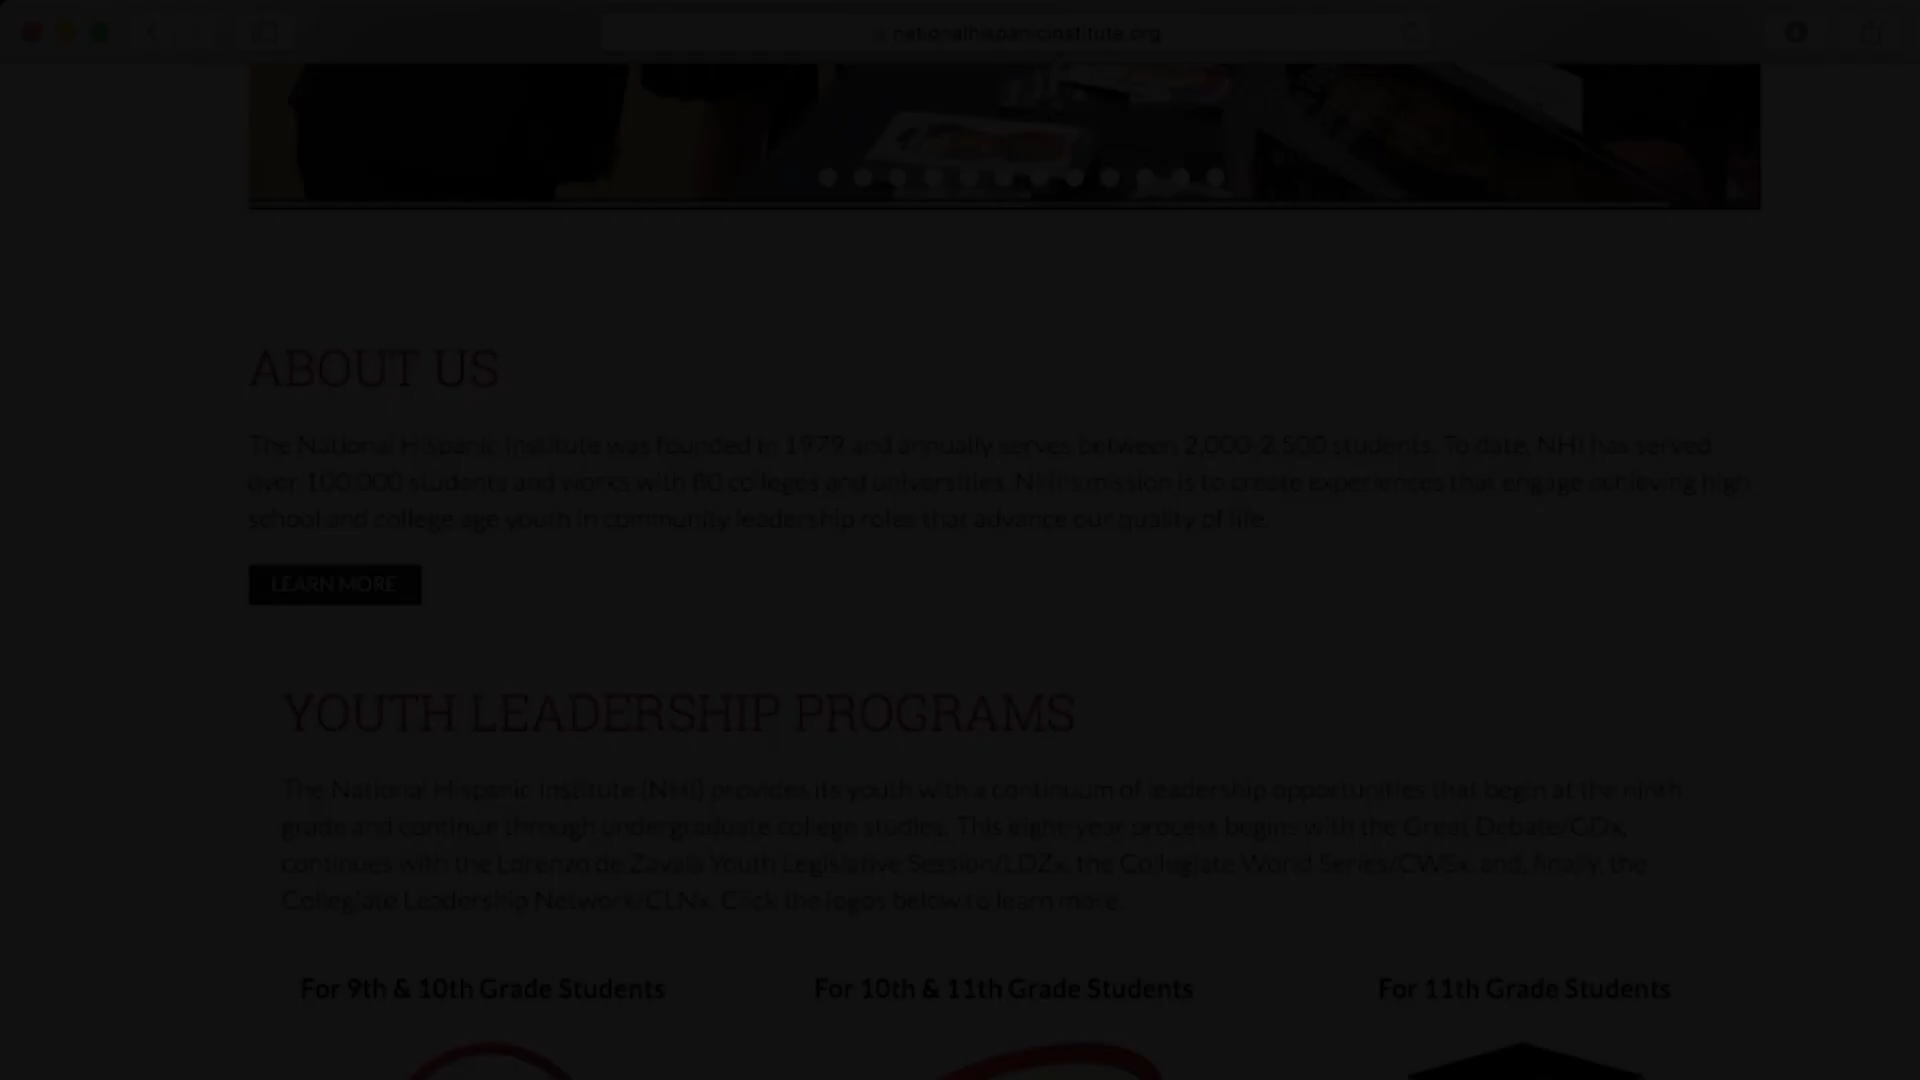 nationalhispanicinstitute.org
ABOUT US
The National Hispanic Institute was founded in 1979 and annually serves between 2,000-2,500 students. To date, NHI has served
over 100,000 students and works with 80 colleges and universities. NHI's mission is to create experiences that engage achieving high
school and college age youth in community leadership roles that advance our quality of life.
LEARN MORE
YOUTH LEADERSHIP PROGRAMS
The National Hispanic Institute (NHI) provides its youth with a continuum of leadership opportunities that begin at the ninth
grade and continue through undergraduate college studies. This eight-year process begins with the Great Debate/GDx,
continues with the Lorenzo de Zavala Youth Legislative Session/LDZx, the Collegiate World Series/CWSx, and, finally, the
Collegiate Leadership Network/CLNx. Click the logos below to learn more.
For 9th & 10th Grade Students
For 10th & 11th Grade Students
For 11th Grade Students